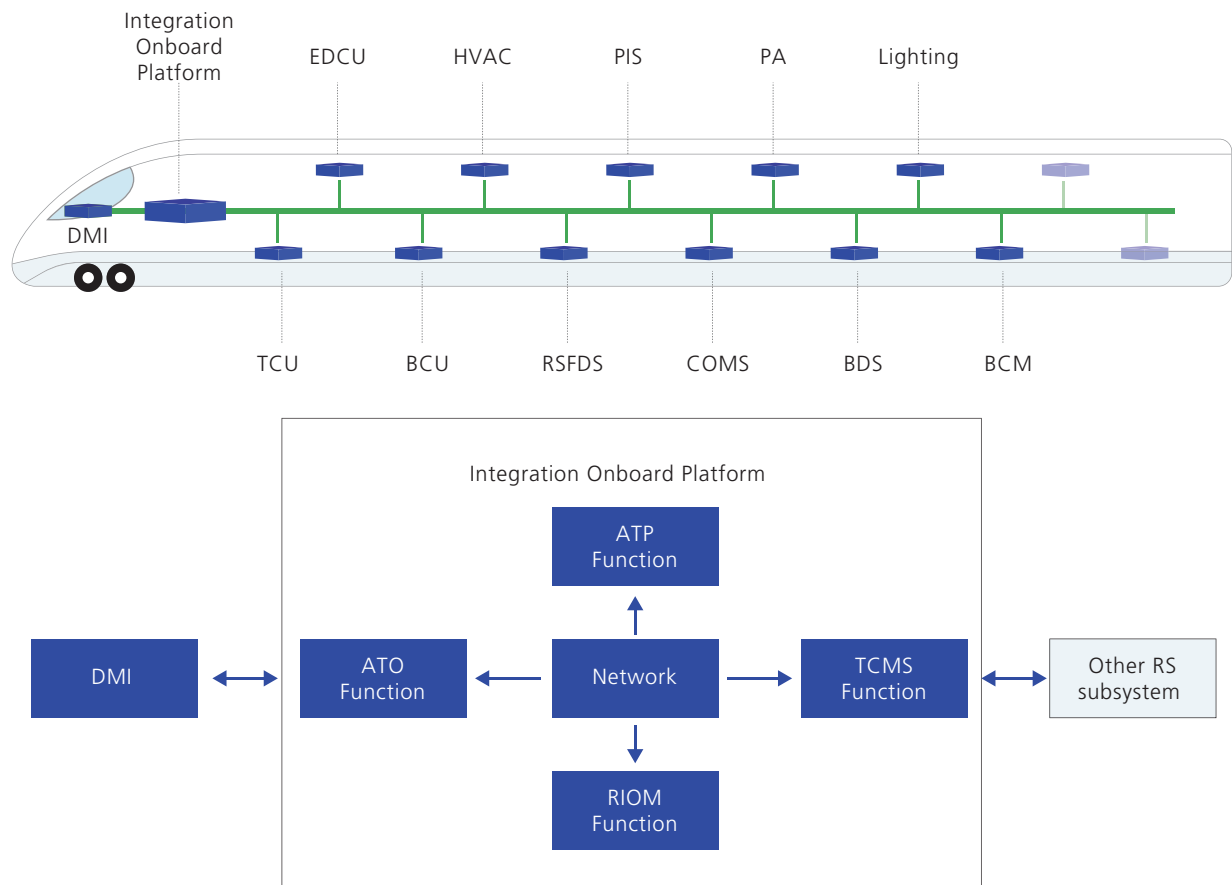 Integration
Onboard
Platform
EDCU
HVAC
PIS
PA
Lighting
DMI
TCU
BCU
RSFDS
COMS
BDS
BCM
Integration Onboard Platform
ATP
Function
DMI
ATO
Function
Network
TCMS
Function
Other RS
subsystem
RIOM
Function